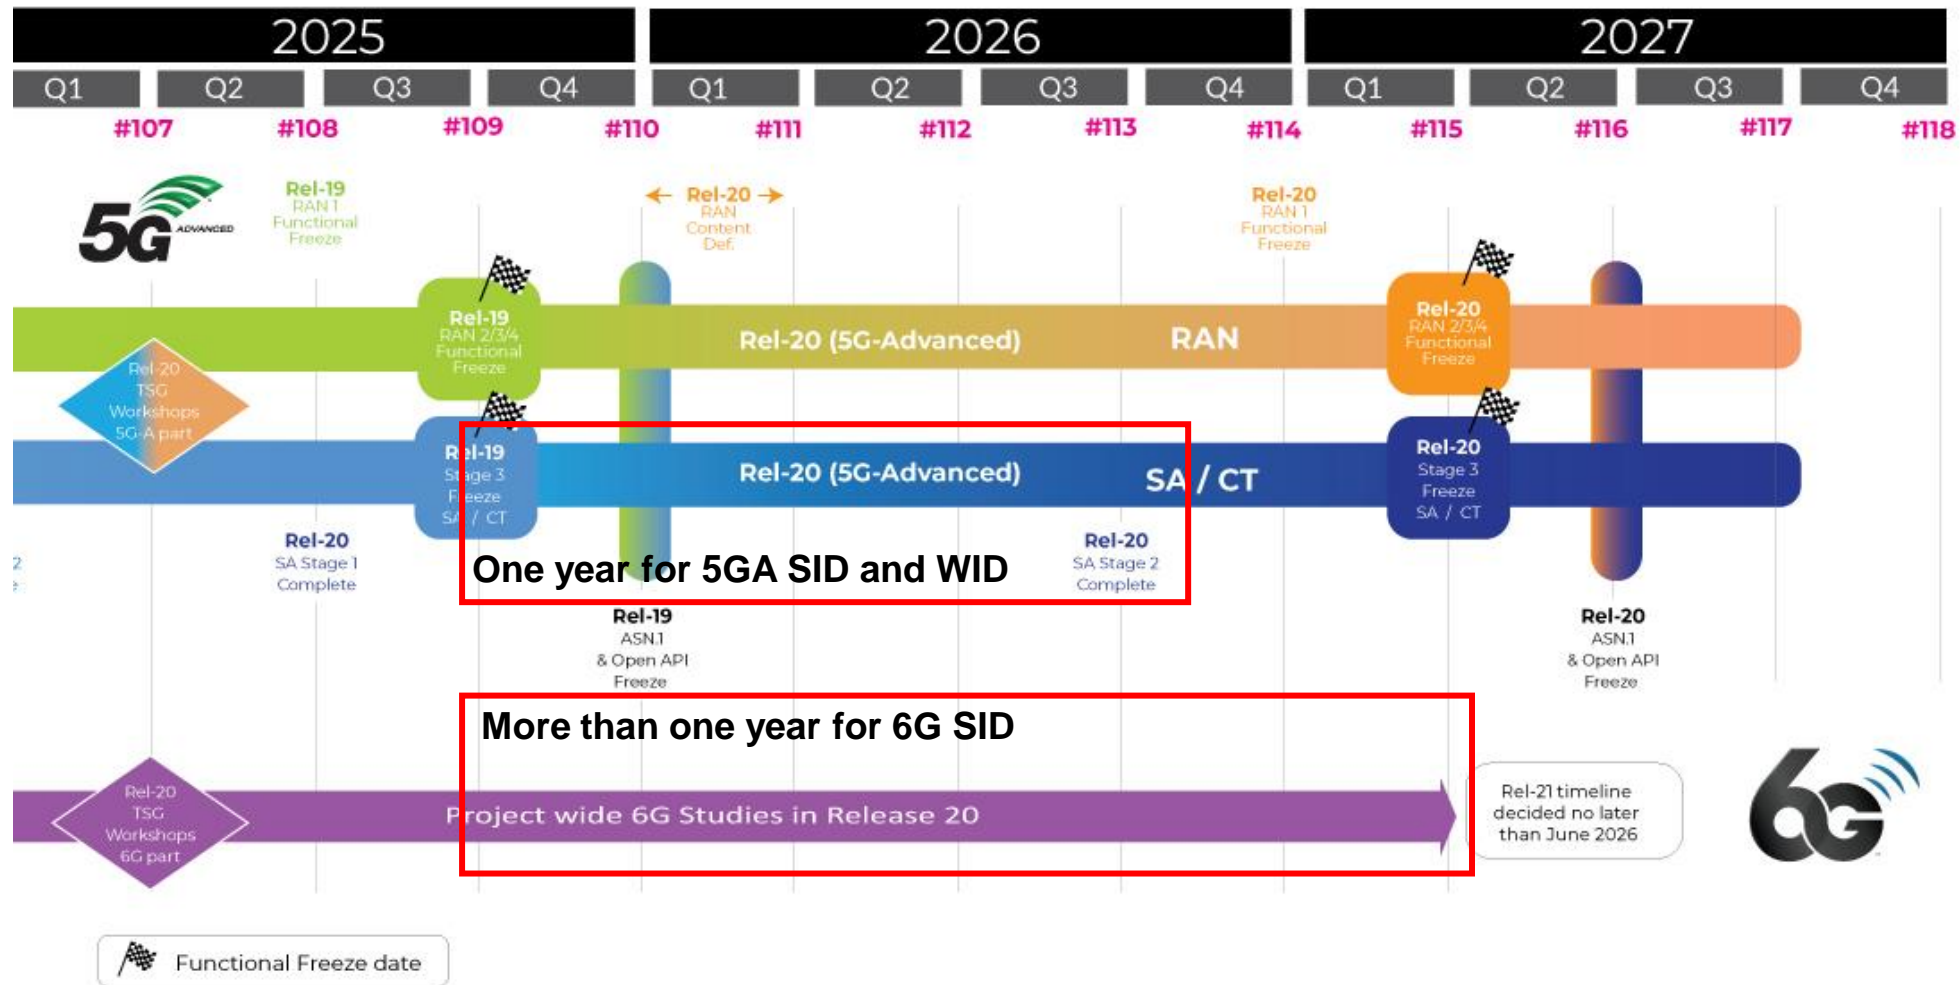 2025 2026 2027
Q1 Q2 Q3 Q4 Q1 Q2 Q3 Q4 Q1 Q2 Q3 Q4
#107 #108 #109 #110 #111 #112 #113 #114 #115 #116 #117 #118
5G ADVANCED
Rel-19
RAN 1
Functional
Freeze
Rel-20
RAN
Content
Def.
Rel-20
RAN 1
Functional
Freeze
Rel-19
RAN 2/3/4
Functional
Freeze
Rel-20 (5G-Advanced) RAN
Rel-20
RAN 2/3/4
Functional
Freeze
Rel-20
TSG
Workshops
5G-A part
Rel-19
Stage 3
Freeze
SA / CT
Rel-20 (5G-Advanced) SA / CT
Rel-20
Stage 3
Freeze
SA / CT
2
e
Rel-20
SA Stage 1
Complete
One year for 5GA SID and WID
Rel-20
SA Stage 2
Complete
Rel-19
ASN.1
& Open API
Freeze
Rel-20
ASN.1
& Open API
Freeze
More than one year for 6G SID
Rel-20
TSG
Workshops
6G part
Project wide 6G Studies in Release 20
Rel-21 timeline
decided no later
than June 2026
6G
Functional Freeze date